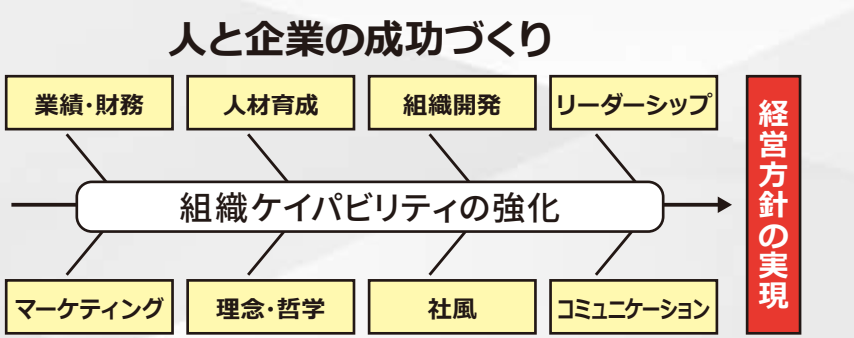 人と企業の成功づくり
業績・財務
人材育成
組織開発
リーダーシップ
組織ケイパビリティの強化
経営方針の実現
マーケティング
理念・哲学
社風
コミュニケーション